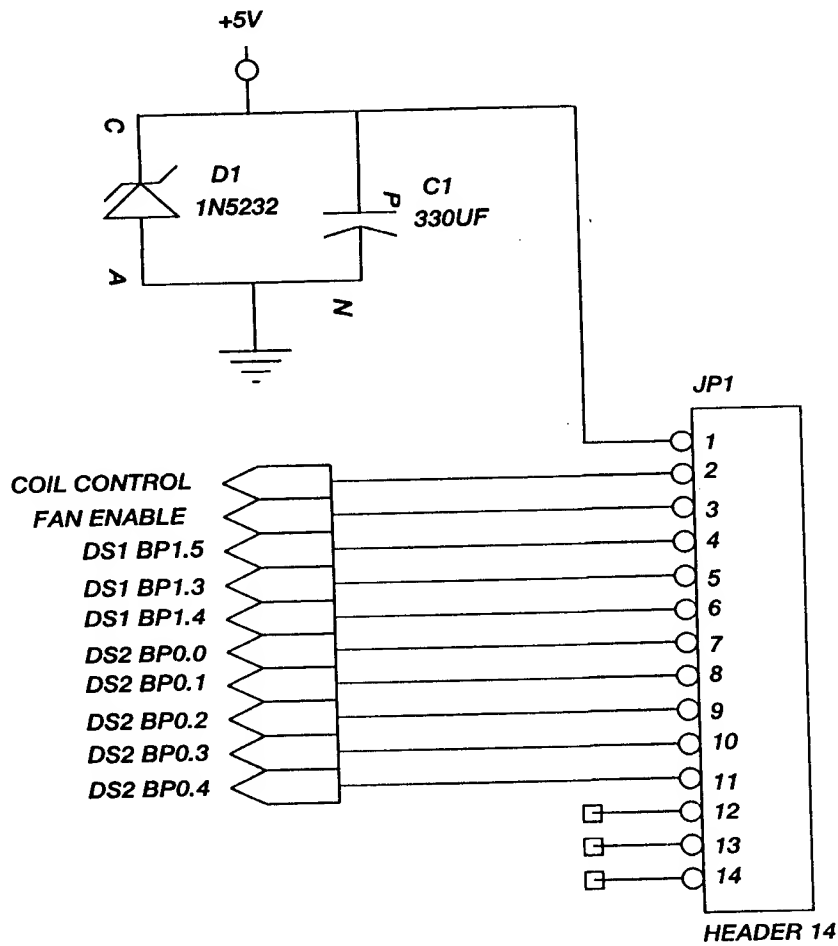 +5V
C
D1
1N5232
P
C1
330UF
A
N
JP1
1
COIL CONTROL
2
FAN ENABLE
3
DS1 BP1.5
4
DS1 BP1.3
5
DS1 BP1.4
6
DS2 BP0.0
7
DS2 BP0.1
8
DS2 BP0.2
9
DS2 BP0.3
10
DS2 BP0.4
11
12
13
14
HEADER 14